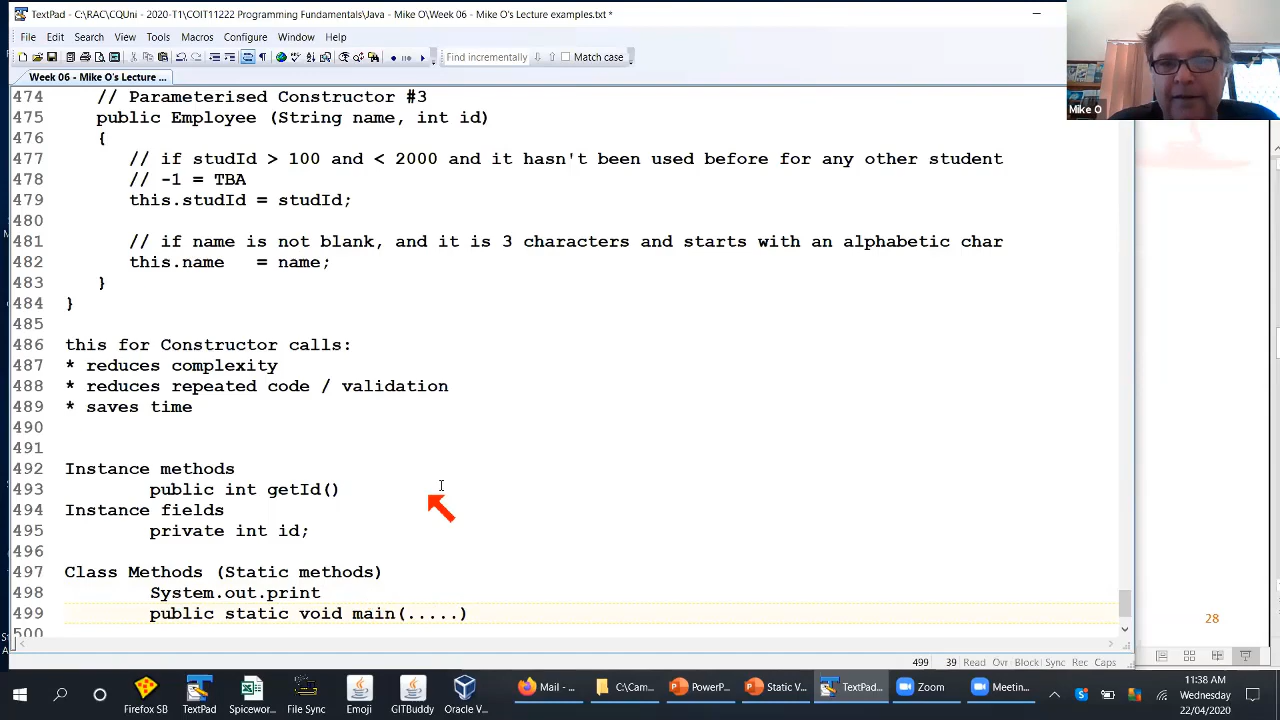 TextPad - C:\RAC\CQUni - 2020-T1\COIT11222 Programming Fundamentals\Java - Mike O\Week 06 - Mike O's Lecture examples.txt *
File Edit Search View Tools Macros Configure Window Help
Find incrementally Match case
Week 06 - Mike O's Lecture ...
Mike O
474 // Parameterised Constructor #3
475 public Employee (String name, int id)
476 {
477 // if studId > 100 and < 2000 and it hasn't been used before for any other student
478 // -1 = TBA
479 this.studId = studId;
480
481 // if name is not blank, and it is 3 characters and starts with an alphabetic char
482 this.name = name;
483 }
484 }
485
486 this for Constructor calls:
487 * reduces complexity
488 * reduces repeated code / validation
489 * saves time
490
491
492 Instance methods
493 public int getId()
494 Instance fields
495 private int id;
496
497 Class Methods (Static methods)
498 System.out.print
499 public static void main(.....)
500
28
499 39 Read Ovr Block Sync Rec Caps
Firefox SB TextPad Spicewor... File Sync Emoji GITBuddy Oracle V...
Mail - ... C:\Cam... PowerP... Static V... TextPad... Zoom Meetin...
11:38 AM
Wednesday
22/04/2020